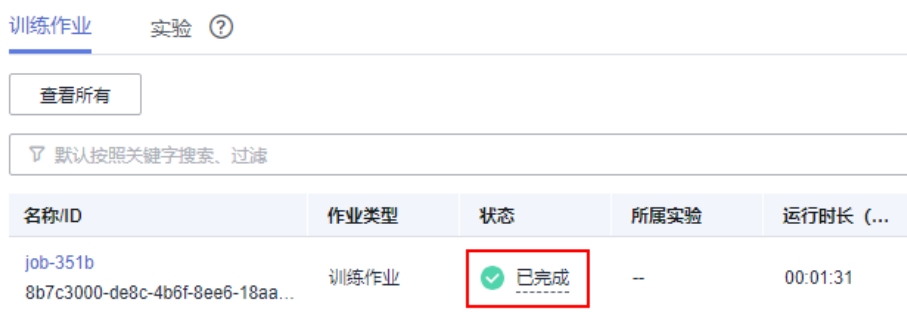 训练作业 实验 ?
查看所有
默认按照关键字搜索、过滤
名称/ID 作业类型 状态 所属实验 运行时长 (...
job-351b
8b7c3000-de8c-4b6f-8ee6-18aa... 训练作业 已完成 -- 00:01:31